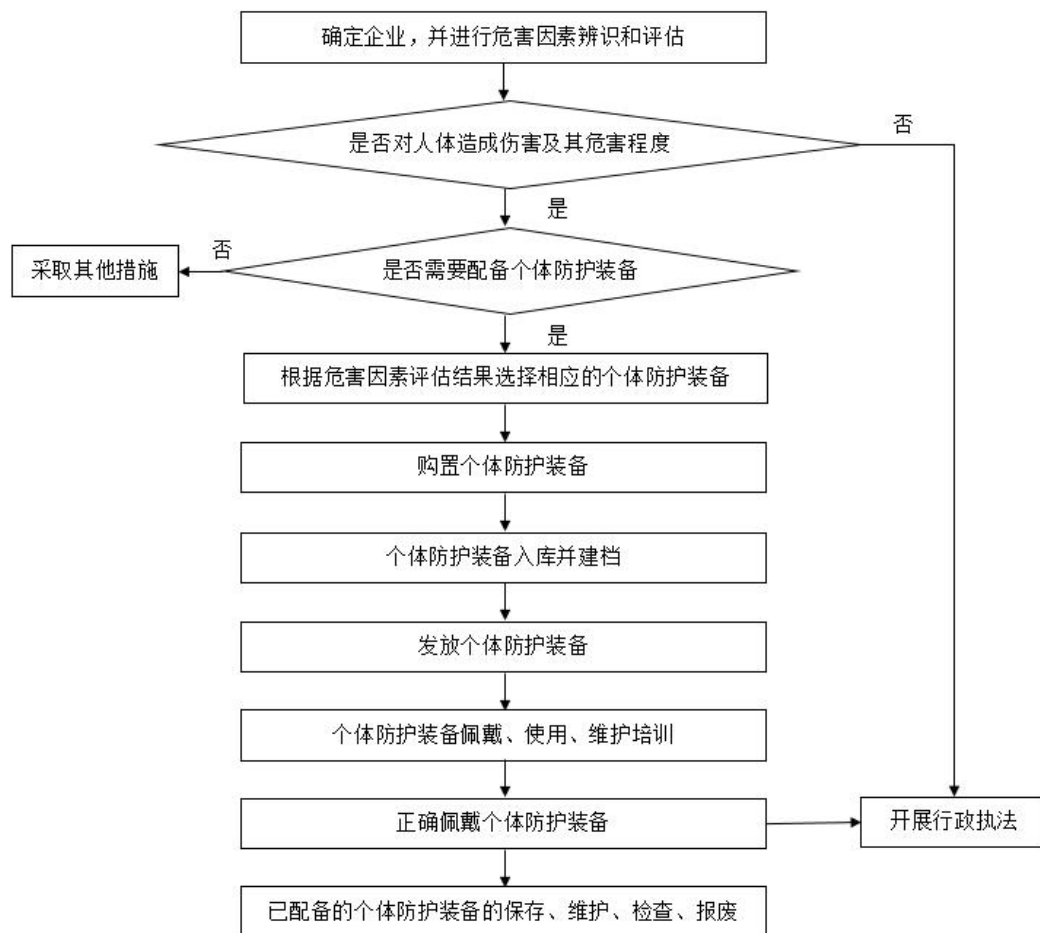 确定企业，并进行危害因素辨识和评估
是否对人体造成伤害及其危害程度
否
是
是否需要配备个体防护装备
否
采取其他措施
是
根据危害因素评估结果选择相应的个体防护装备
购置个体防护装备
个体防护装备入库并建档
发放个体防护装备
个体防护装备佩戴、使用、维护培训
正确佩戴个体防护装备
开展行政执法
已配备的个体防护装备的保存、维护、检查、报废